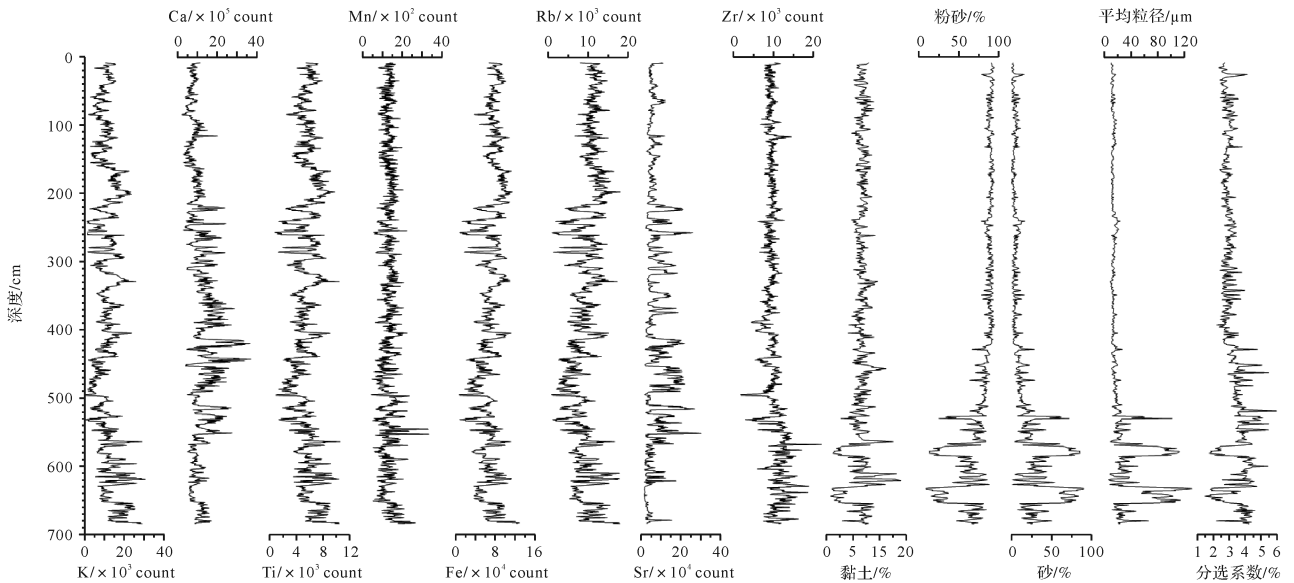 Ca/×10⁵ count Mn/×10² count Rb/×10³ count Zr/×10³ count 粉砂/% 平均粒径/μm
0 20 40 0 20 40 0 10 20 0 10 20 0 50 100 0 40 80 120
0
100
200
300
400
500
600
700
深度/cm
0 20 40 0 4 8 12 0 8 16 0 20 40 0 5 10 15 20 0 50 100 1 2 3 4 5 6
K/×10³ count Ti/×10³ count Fe/×10⁴ count Sr/×10⁴ count 黏土/% 砂/% 分选系数/%